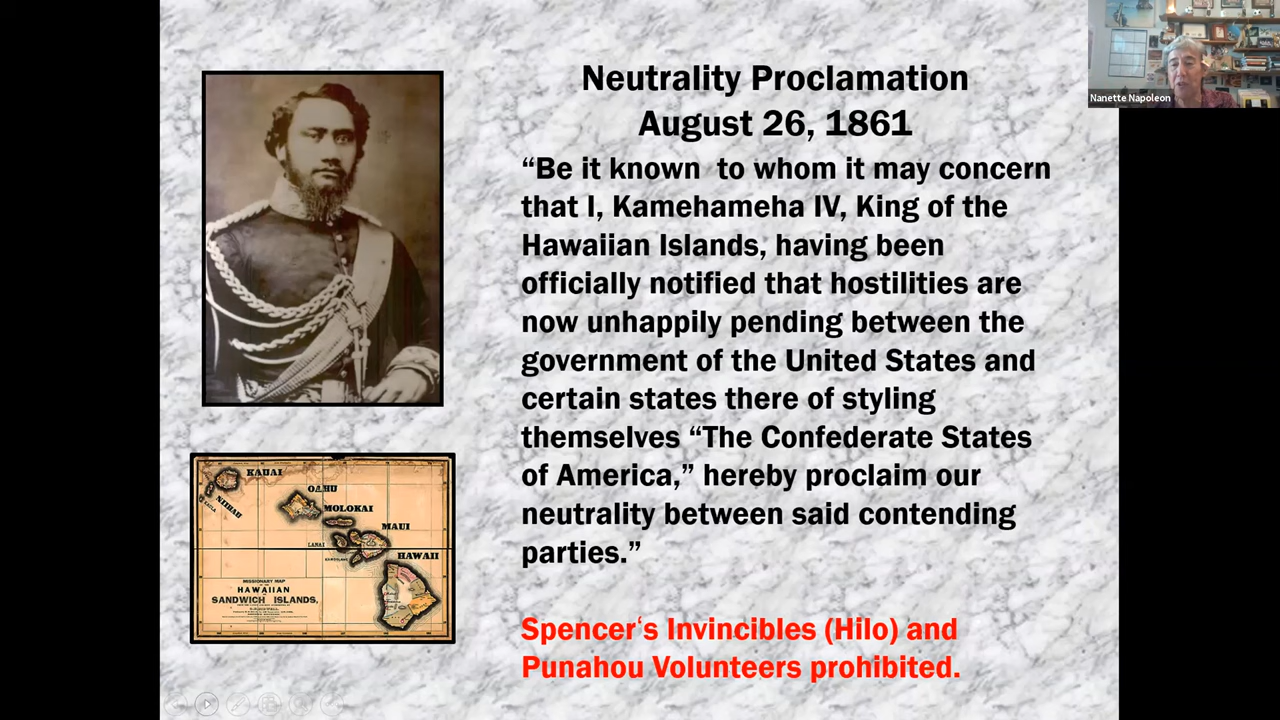 Neutrality Proclamation
August 26, 1861
“Be it known  to whom it may concern
that I, Kamehameha IV, King of the
Hawaiian Islands, having been
officially notified that hostilities are
now unhappily pending between the
government of the United States and
certain states there of styling
themselves “The Confederate States
of America,” hereby proclaim our
neutrality between said contending
parties.”
Spencer‘s Invincibles (Hilo) and
Punahou Volunteers prohibited.
KAUAI
NIIHAU
OAHU
MOLOKAI
LANAI
MAUI
HAWAII
MISSIONARY MAP
HAWAIIAN
SANDWICH ISLANDS,
Nanette Napoleon